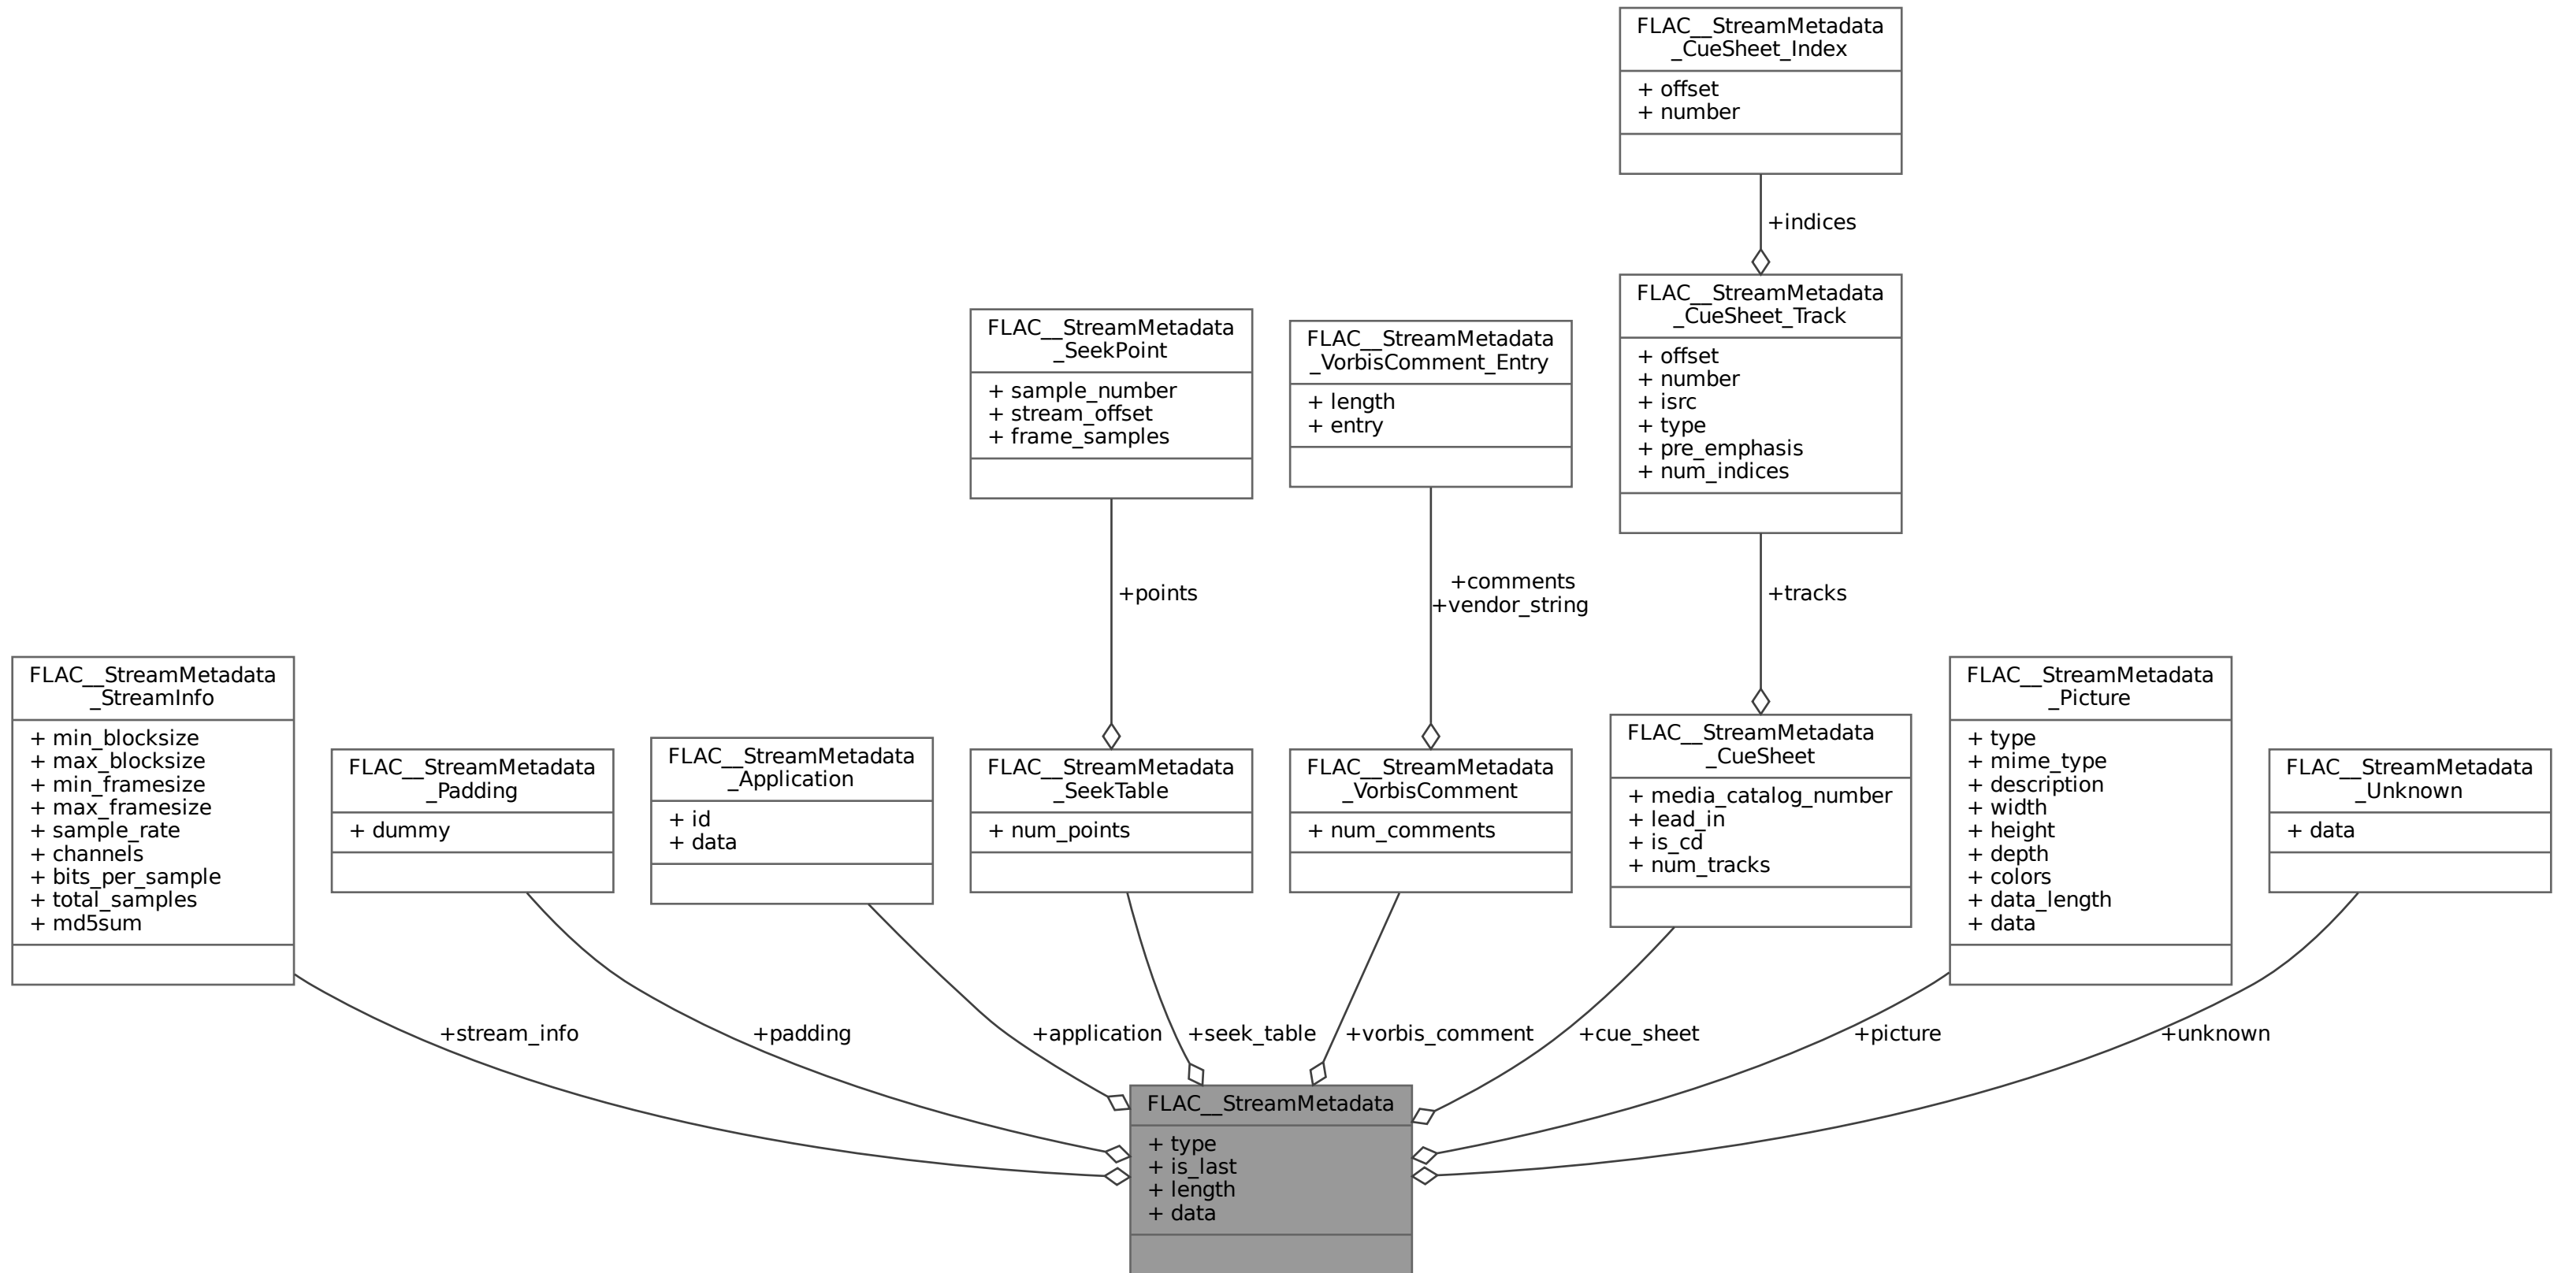 FLAC__StreamMetadata
_CueSheet_Index
+ offset
+ number
+indices
FLAC__StreamMetadata
_CueSheet_Track
+ offset
+ number
+ isrc
+ type
+ pre_emphasis
+ num_indices
FLAC__StreamMetadata
_SeekPoint
+ sample_number
+ stream_offset
+ frame_samples
FLAC__StreamMetadata
_VorbisComment_Entry
+ length
+ entry
+points
+comments
+vendor_string
+tracks
FLAC__StreamMetadata
_StreamInfo
+ min_blocksize
+ max_blocksize
+ min_framesize
+ max_framesize
+ sample_rate
+ channels
+ bits_per_sample
+ total_samples
+ md5sum
FLAC__StreamMetadata
_Padding
+ dummy
FLAC__StreamMetadata
_Application
+ id
+ data
FLAC__StreamMetadata
_SeekTable
+ num_points
FLAC__StreamMetadata
_VorbisComment
+ num_comments
FLAC__StreamMetadata
_CueSheet
+ media_catalog_number
+ lead_in
+ is_cd
+ num_tracks
FLAC__StreamMetadata
_Picture
+ type
+ mime_type
+ description
+ width
+ height
+ depth
+ colors
+ data_length
+ data
FLAC__StreamMetadata
_Unknown
+ data
+stream_info
+padding
+application
+seek_table
+vorbis_comment
+cue_sheet
+picture
+unknown
FLAC__StreamMetadata
+ type
+ is_last
+ length
+ data